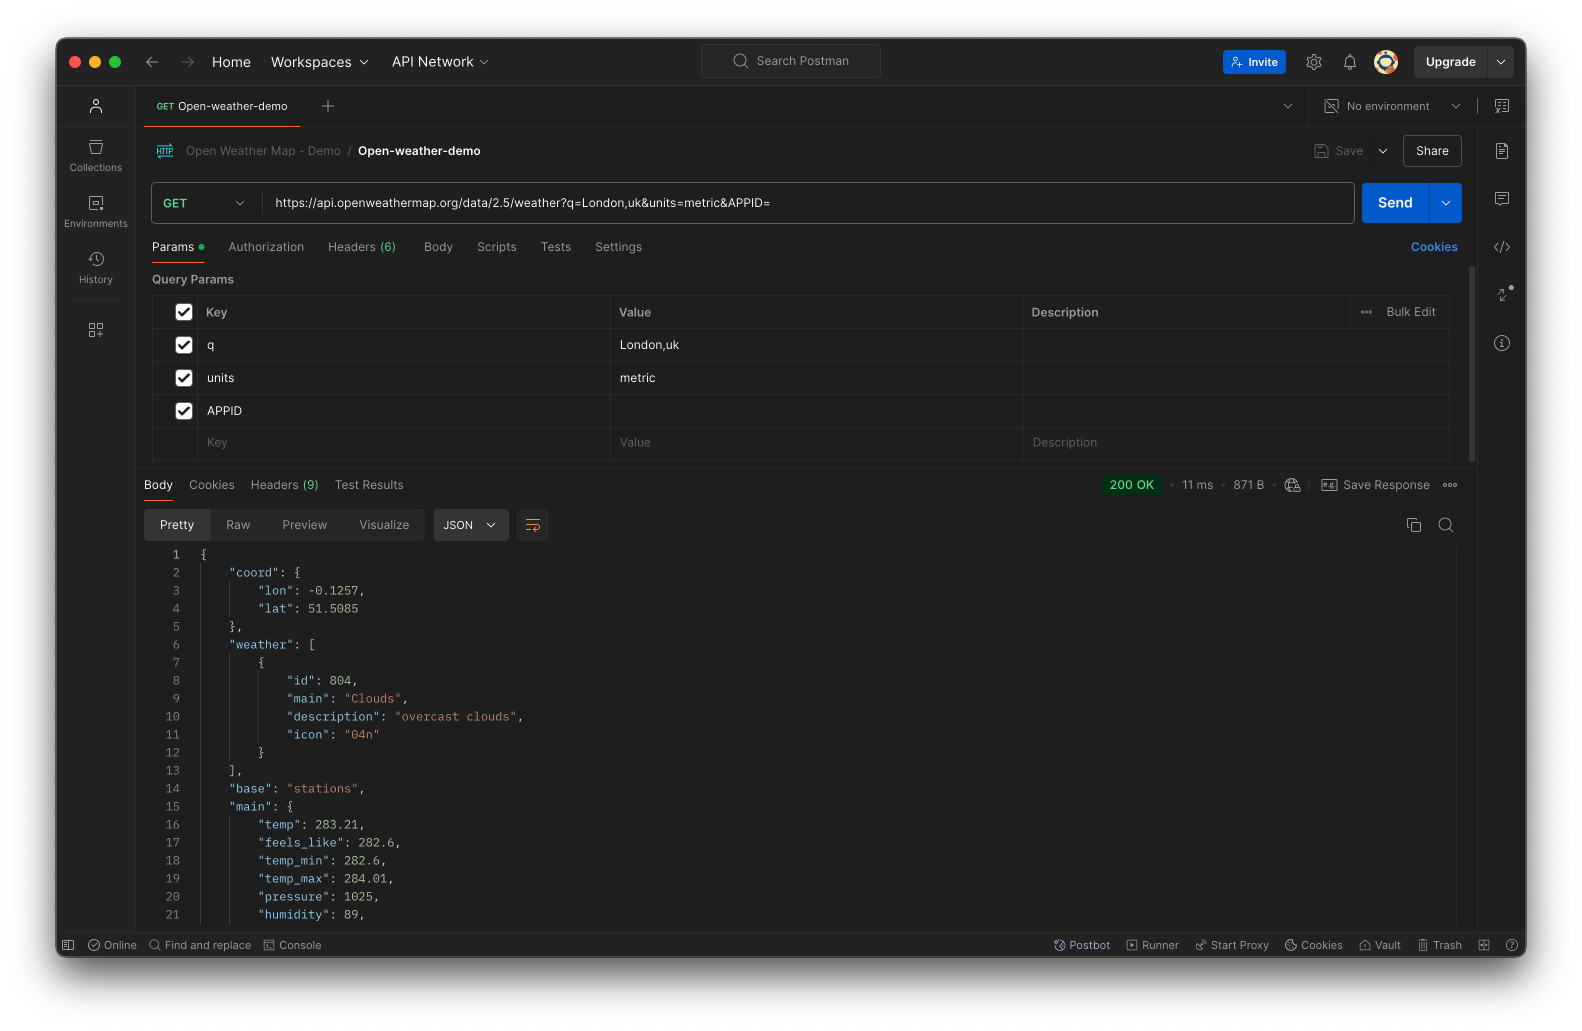 Home Workspaces API Network Search Postman Invite Upgrade
GET Open-weather-demo No environment
HTTP Open Weather Map - Demo / Open-weather-demo Save Share
Collections
Environments
History
GET https://api.openweathermap.org/data/2.5/weather?q=London,uk&units=metric&APPID= Send
Params Authorization Headers (6) Body Scripts Tests Settings Cookies
Query Params
Key Value Description Bulk Edit
q London,uk
units metric
APPID
Key Value Description
Body Cookies Headers (9) Test Results 200 OK • 11 ms • 871 B • e.g. Save Response
Pretty Raw Preview Visualize JSON
1 {
2 "coord": {
3 "lon": -0.1257,
4 "lat": 51.5085
5 },
6 "weather": [
7 {
8 "id": 804,
9 "main": "Clouds",
10 "description": "overcast clouds",
11 "icon": "04n"
12 }
13 ],
14 "base": "stations",
15 "main": {
16 "temp": 283.21,
17 "feels_like": 282.6,
18 "temp_min": 282.6,
19 "temp_max": 284.01,
20 "pressure": 1025,
21 "humidity": 89,
Online Find and replace Console Postbot Runner Start Proxy Cookies Vault Trash